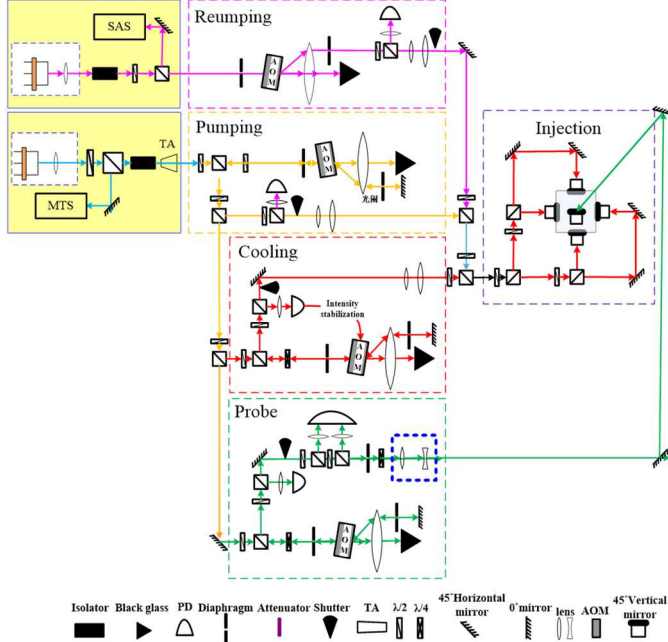 SAS
Reumping
AOM
TA
MTS
Pumping
AOM
光阑
Injection
Cooling
Intensity
stabilization
AOM
Probe
AOM
Isolator
Black glass
PD
Diaphragm
Attenuator
Shutter
TA
λ/2
λ/4
45°Horizontal
mirror
0°mirror
lens
AOM
45°Vertical
mirror